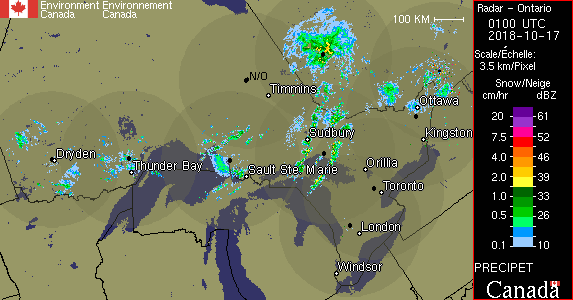 Environment Environnement
Canada Canada
100 KM
N/O
Timmins
Ottawa
Sudbury
Kingston
Dryden
Thunder Bay
Sault Ste. Marie
Orillia
Toronto
London
Windsor
Radar - Ontario
0100 UTC
2018-10-17
Scale/Échelle:
3.5 km/Pixel
Snow/Neige
cm/hr dBZ
20 61
7.5 52
4.0 46
2.0 39
1.0 33
0.5 26
0.1 10
PRECIPET
Canada